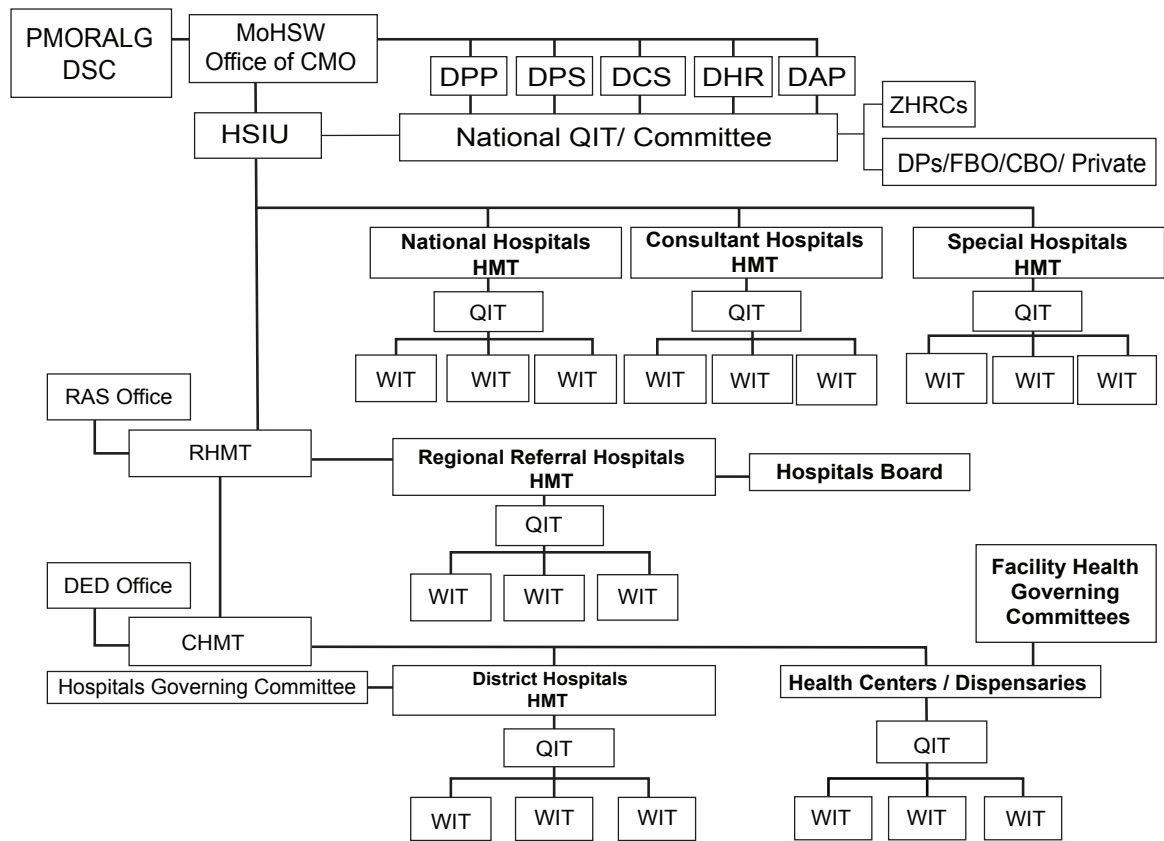 PMORALG
DSC
MoHSW
Office of CMO
DPP
DPS
DCS
DHR
DAP
HSIU
National QIT/ Committee
ZHRCs
DPs/FBO/CBO/ Private
National Hospitals
HMT
Consultant Hospitals
HMT
Special Hospitals
HMT
QIT
QIT
QIT
WIT
WIT
WIT
WIT
WIT
WIT
WIT
WIT
WIT
RAS Office
RHMT
Regional Referral Hospitals
HMT
Hospitals Board
QIT
WIT
WIT
WIT
DED Office
CHMT
Facility Health
Governing
Committees
Hospitals Governing Committee
District Hospitals
HMT
Health Centers / Dispensaries
QIT
QIT
WIT
WIT
WIT
WIT
WIT
WIT